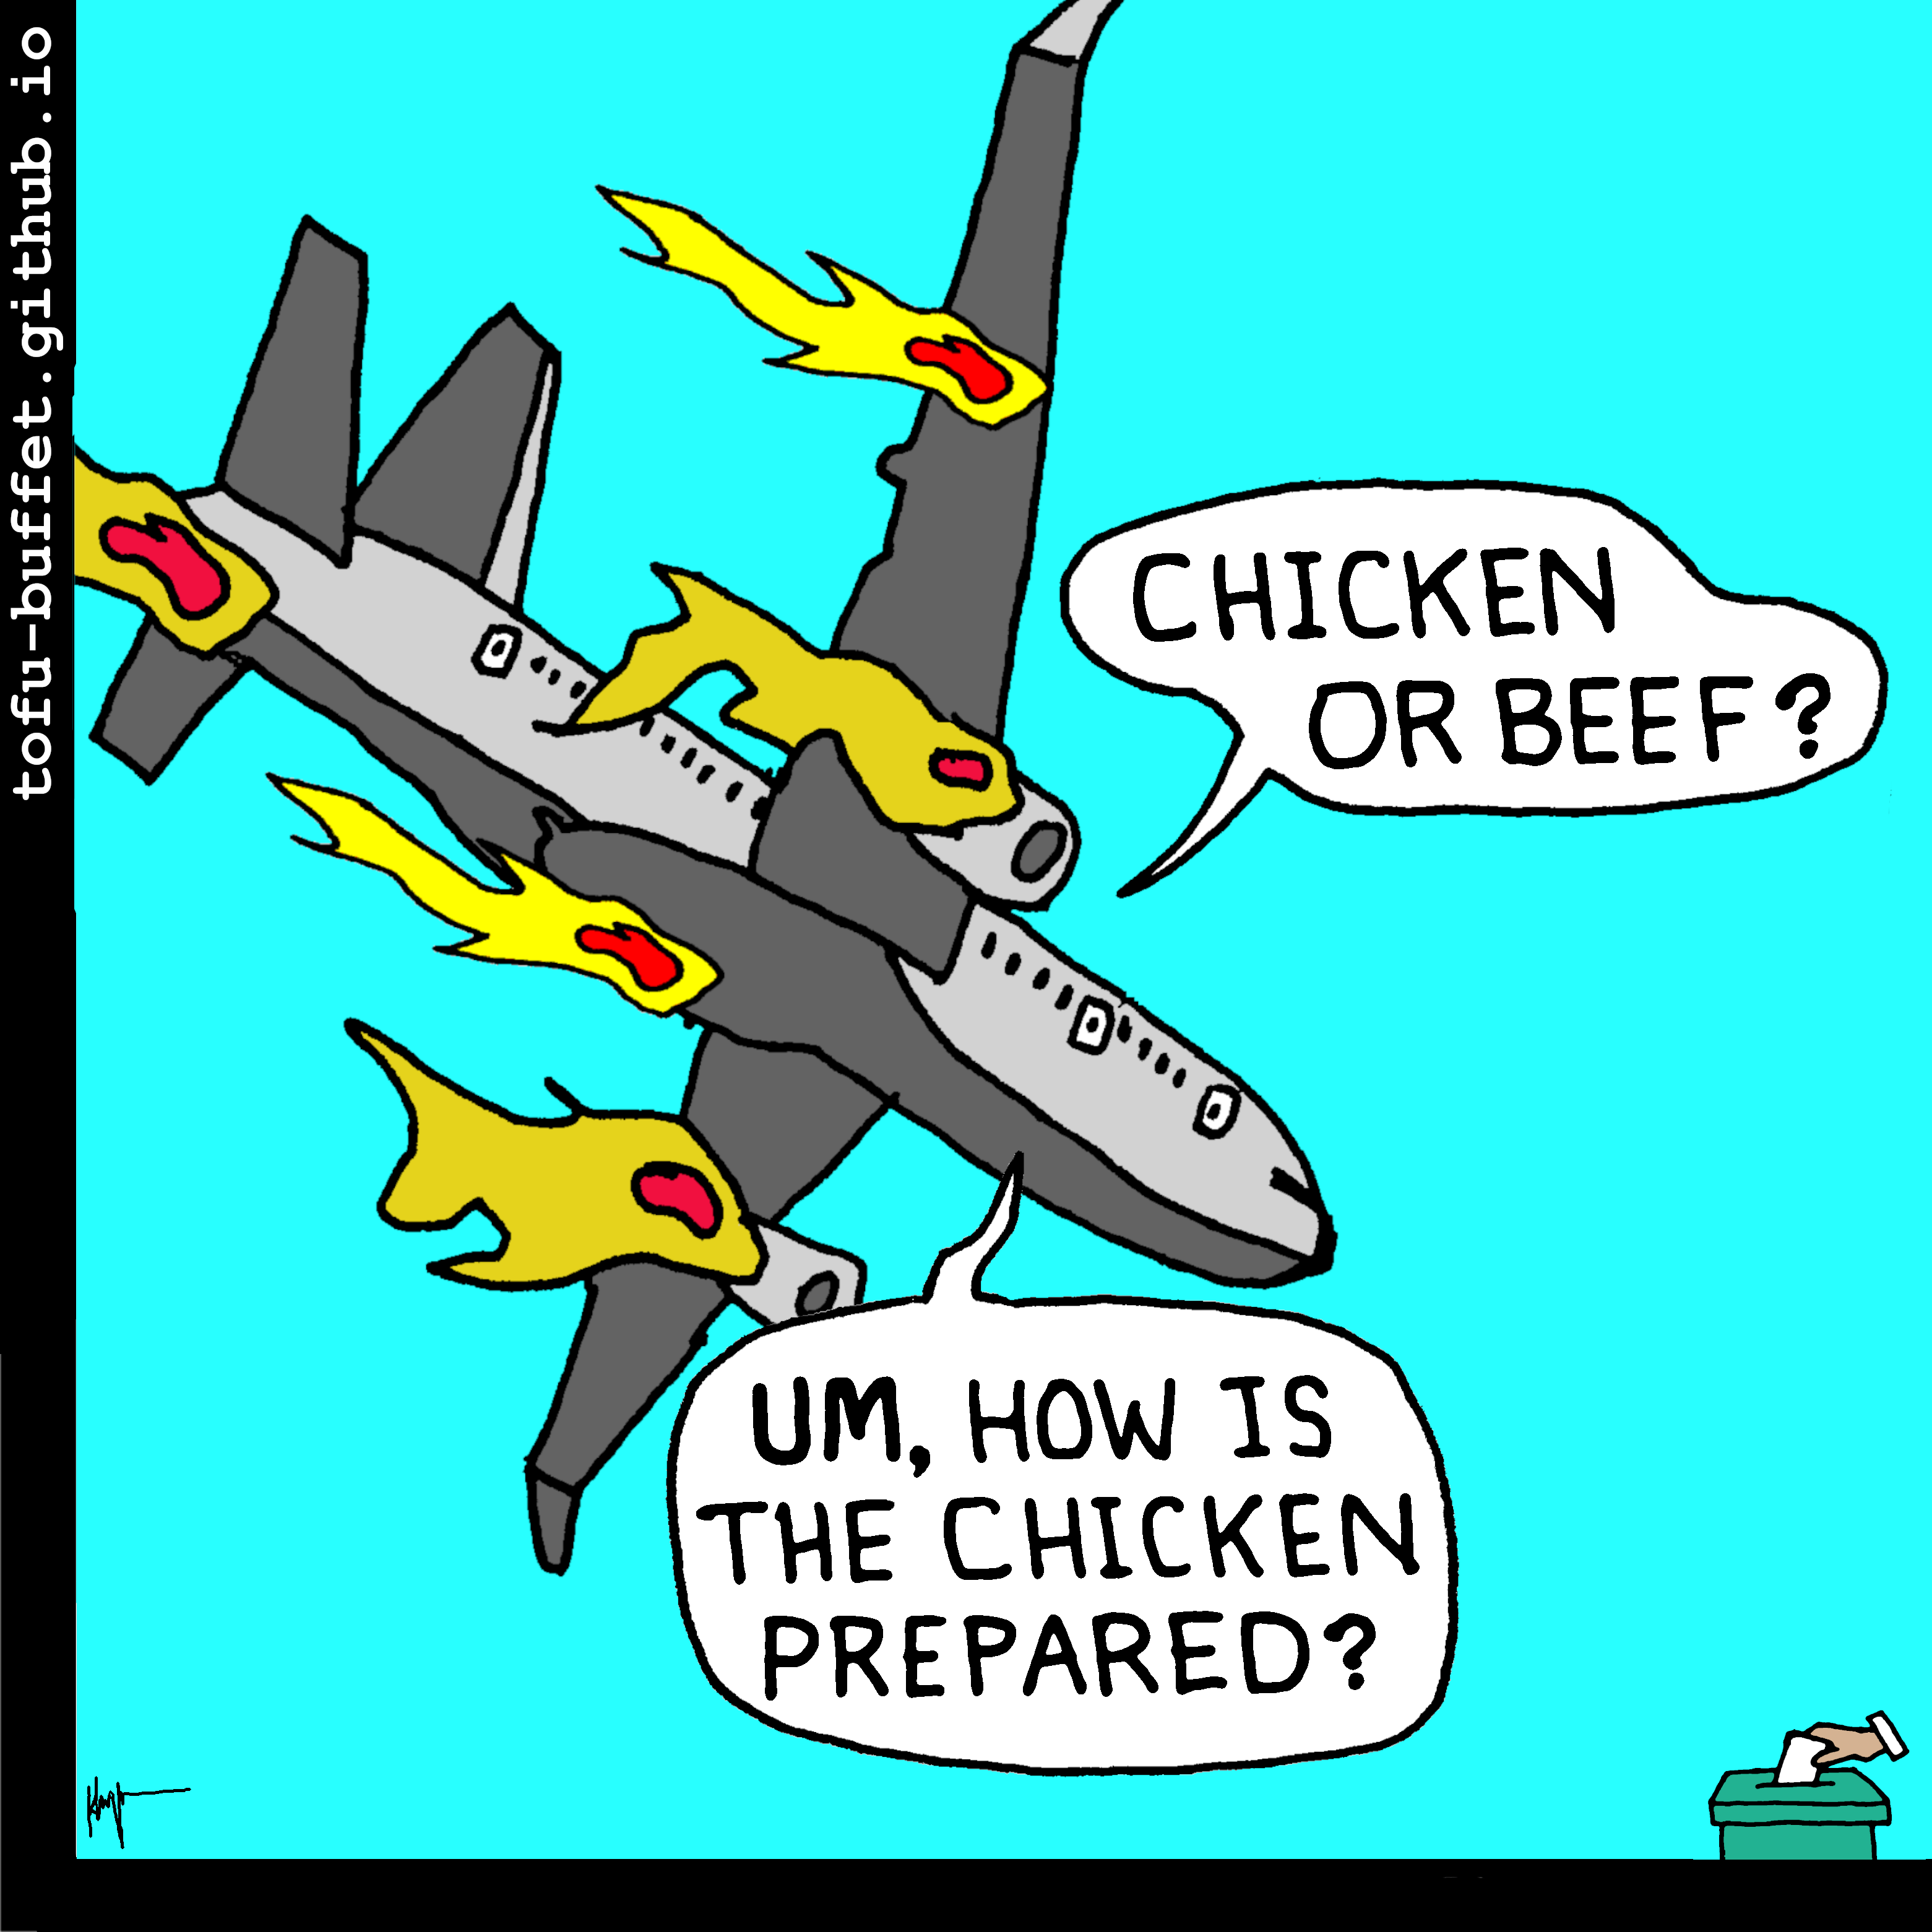 tofu-buffet.github.io
CHICKEN
OR BEEF?
UM, HOW IS
THE CHICKEN
PREPARED?